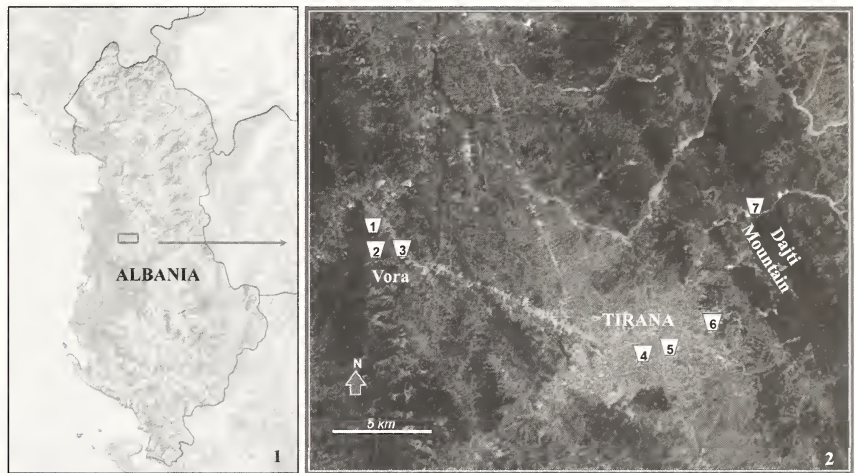 ALBANIA
1
1
2
3
Vora
7
Dajti
Mountain
TIRANA
6
4
5
N
5 km
2